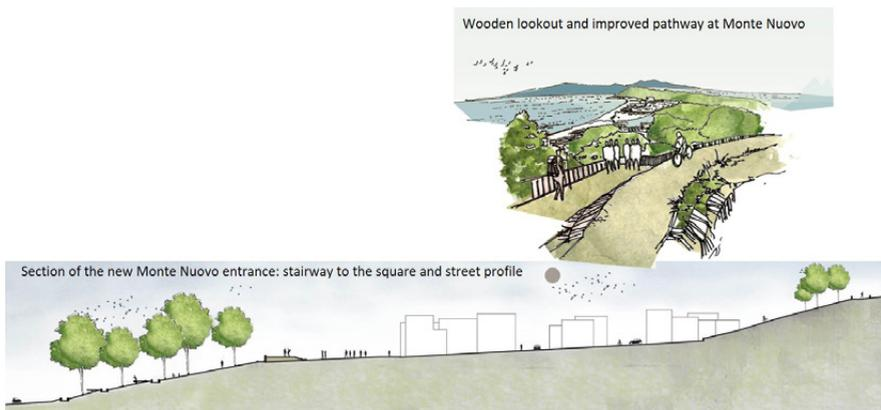 Wooden lookout and improved pathway at Monte Nuovo
Section of the new Monte Nuovo entrance: stairway to the square and street profile